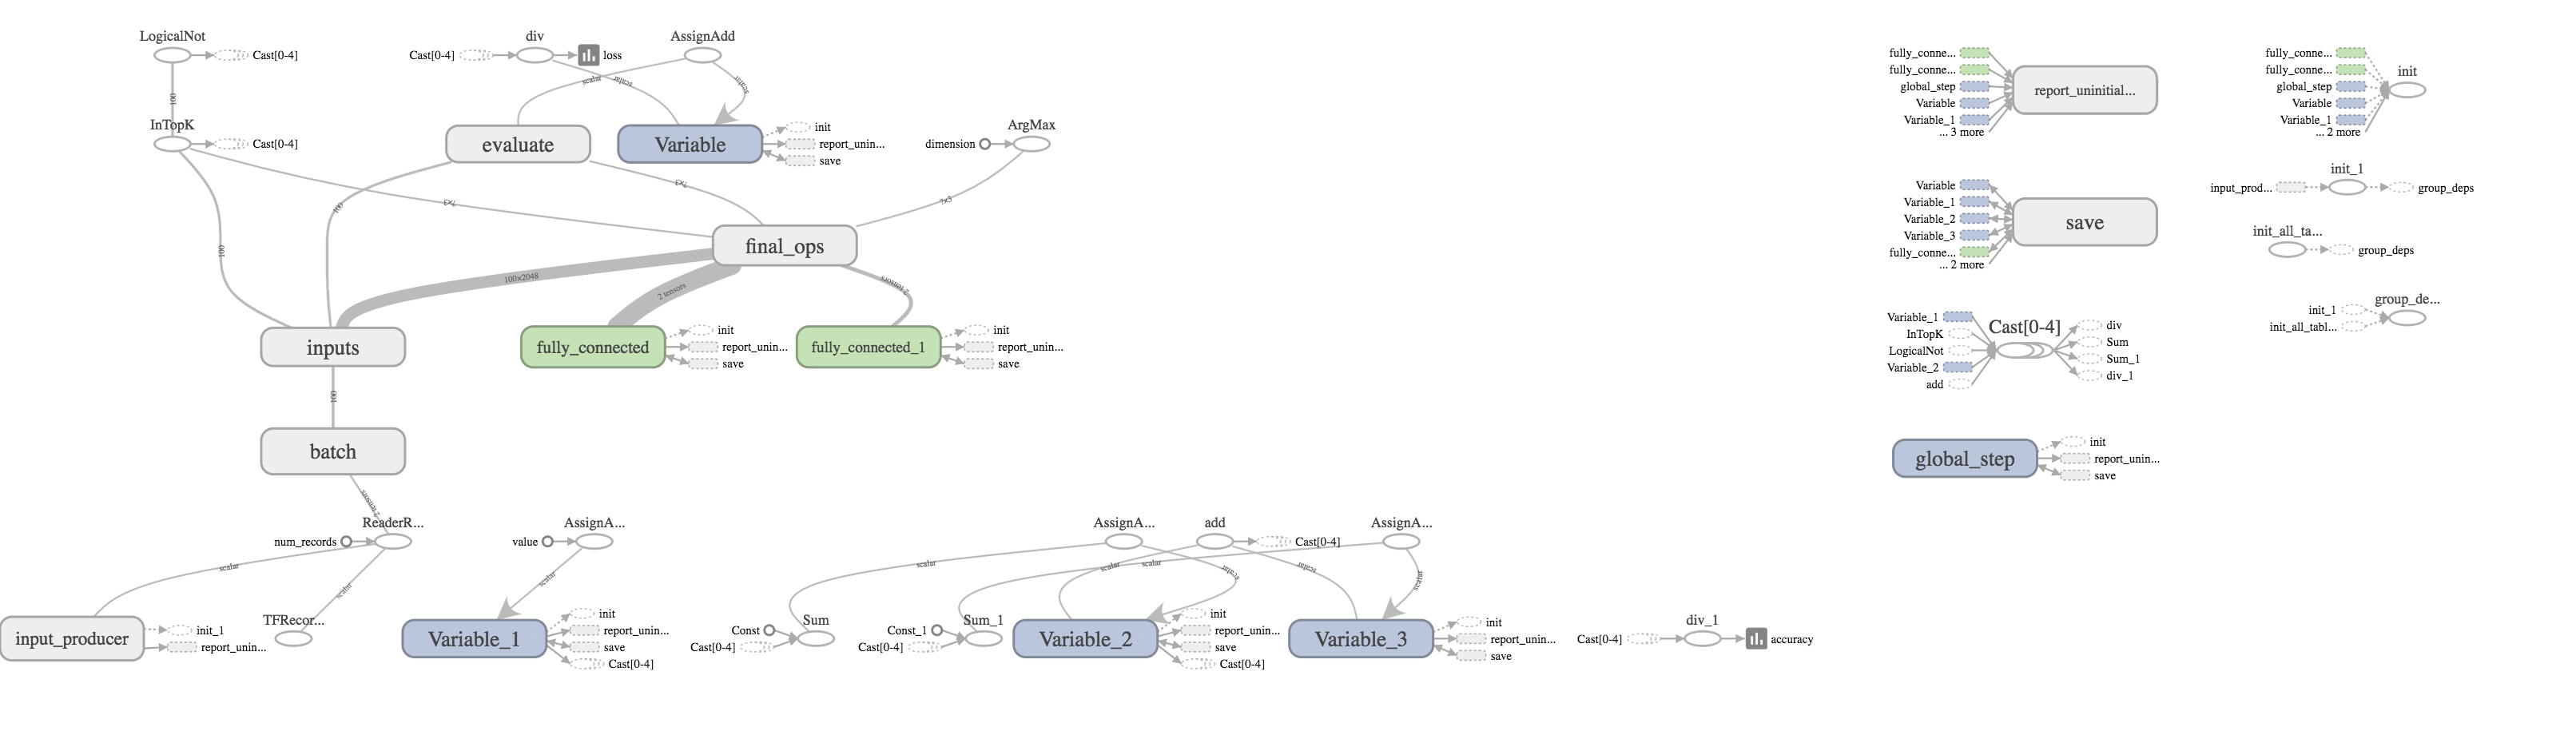 LogicalNot
Cast[0-4]
100
InTopK
Cast[0-4]
div
Cast[0-4]
loss
AssignAdd
scalar
scalar
scalar
evaluate
Variable
init
report_unin...
save
ArgMax
dimension
100
100
?×3
?×3
?×3
final_ops
100×2048
2 tensors
2 tensors
inputs
fully_connected
init
report_unin...
save
fully_connected_1
init
report_unin...
save
100
batch
2 tensors
ReaderR...
num_records
scalar
scalar
input_producer
init_1
report_unin...
TFRecor...
AssignA...
value
scalar
Variable_1
init
report_unin...
save
Cast[0-4]
AssignA...
add
Cast[0-4]
AssignA...
scalar
scalar
scalar
scalar
scalar
scalar
Const
Sum
Cast[0-4]
Const_1
Sum_1
Cast[0-4]
Variable_2
init
report_unin...
save
Cast[0-4]
Variable_3
init
report_unin...
save
div_1
Cast[0-4]
accuracy
fully_conne...
fully_conne...
global_step
Variable
Variable_1
... 3 more
report_uninitial...
fully_conne...
fully_conne...
global_step
Variable
Variable_1
... 2 more
init
Variable
Variable_1
Variable_2
Variable_3
fully_conne...
... 2 more
save
init_1
input_prod...
group_deps
init_all_ta...
group_deps
Variable_1
InTopK
LogicalNot
Variable_2
add
Cast[0-4]
div
Sum
Sum_1
div_1
group_de...
init_1
init_all_tabl...
global_step
init
report_unin...
save